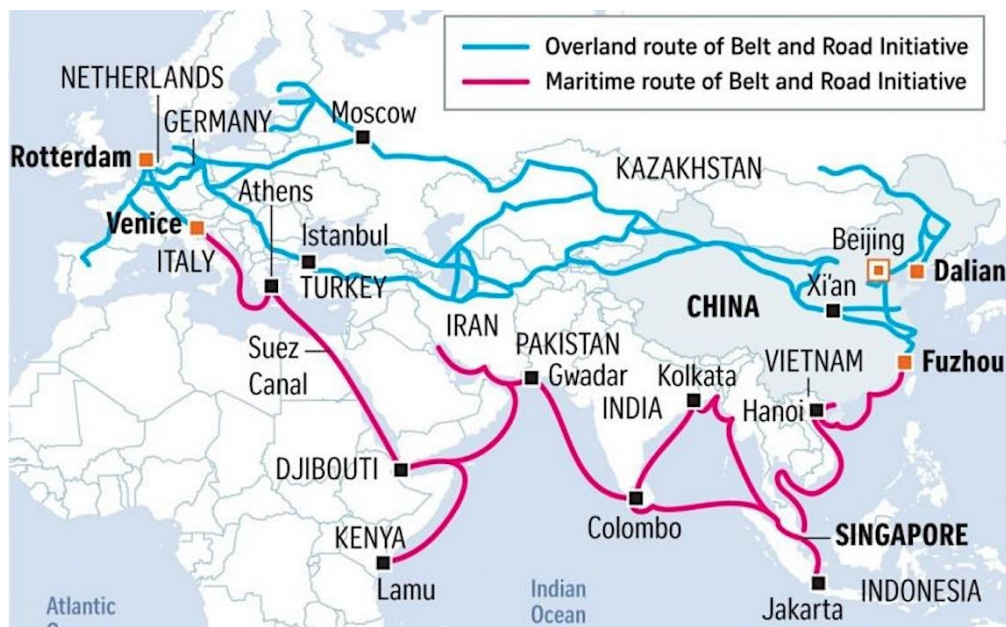 Overland route of Belt and Road Initiative
Maritime route of Belt and Road Initiative
NETHERLANDS
GERMANY
Moscow
Rotterdam
KAZAKHSTAN
Athens
Venice
Istanbul
Beijing
ITALY
TURKEY
Xi'an
Dalian
CHINA
IRAN
Suez
Canal
PAKISTAN
Gwadar
VIETNAM
Fuzhou
Kolkata
INDIA
Hanoi
DJIBOUTI
Colombo
SINGAPORE
KENYA
Lamu
Indian
Ocean
INDONESIA
Jakarta
Atlantic